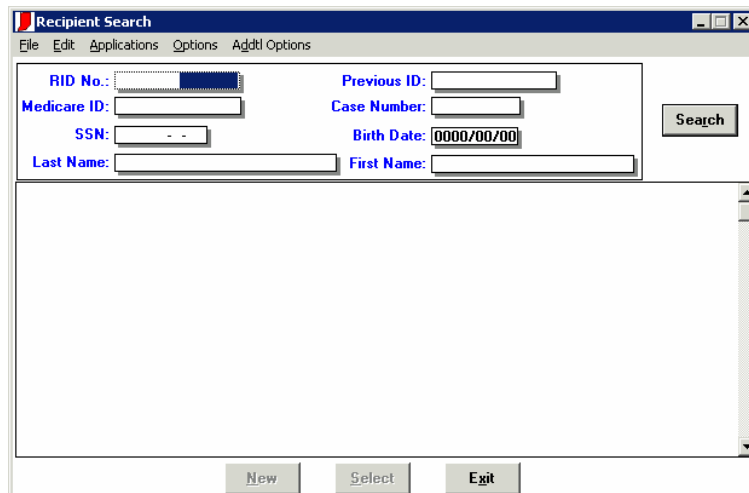 Recipient Search
File Edit Applications Options Addtl Options
RID No.: Previous ID:
Medicare ID: Case Number:
SSN: - - Birth Date: 0000/00/00
Search
Last Name: First Name:
New Select Exit